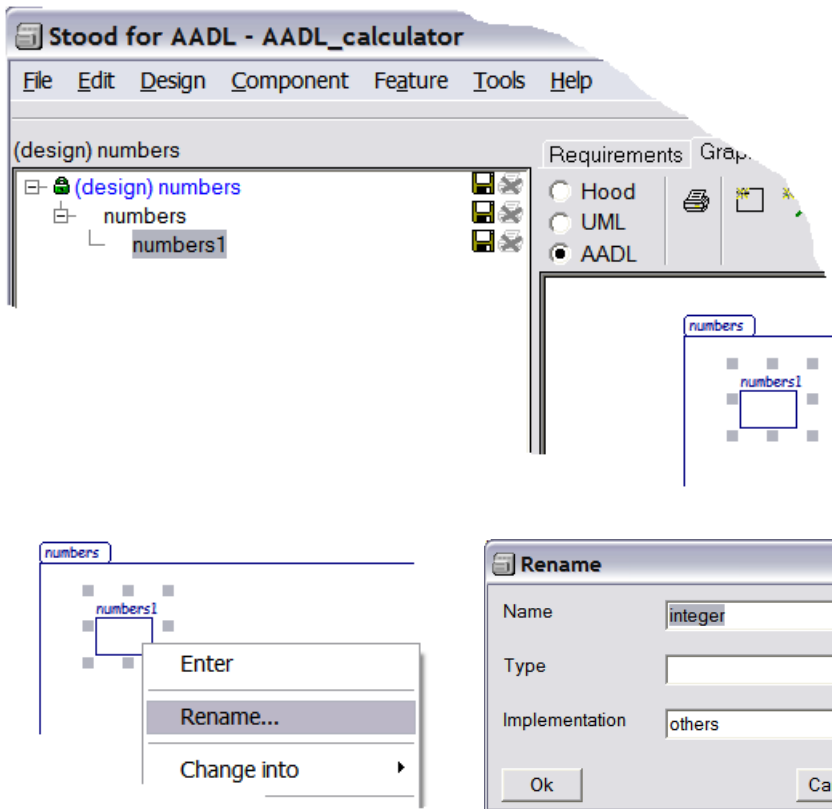 Stood for AADL - AADL_calculator
File Edit Design Component Feature Tools Help
(design) numbers
Requirements
(design) numbers
numbers
numbers1
Hood
UML
AADL
numbers
numbers1
numbers
numbers1
Enter
Rename...
Change into
Rename
Name integer
Type
Implementation others
Ok